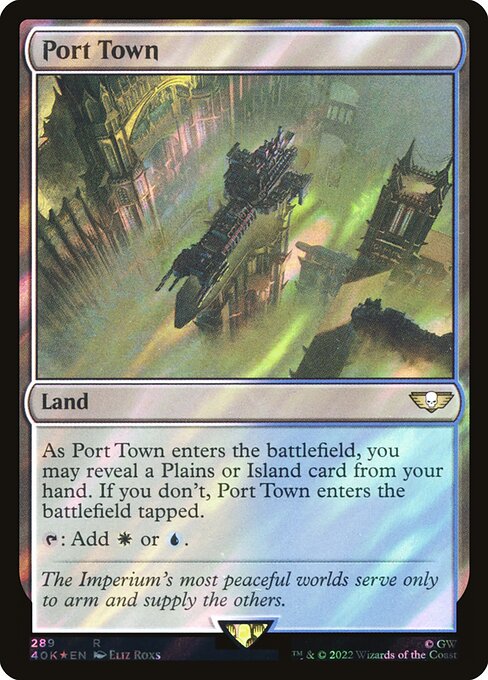 Port Town
Land
As Port Town enters the battlefield, you
may reveal a Plains or Island card from your
hand. If you don't, Port Town enters the
battlefield tapped.
: Add or .
The Imperium's most peaceful worlds serve only
to arm and supply the others.
289 R © GW
40K★EN Eliz Roxs ™ & © 2022 Wizards of the Coast